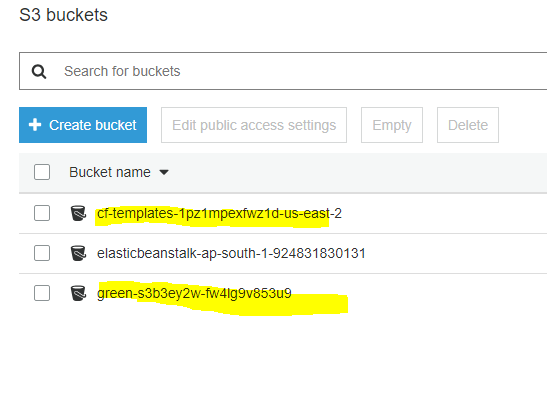 S3 buckets
Search for buckets
+ Create bucket Edit public access settings Empty Delete
Bucket name
cf-templates-1pz1mpexfwz1d-us-east-2
elasticbeanstalk-ap-south-1-924831830131
green-s3b3ey2w-fw4lg9v853u9